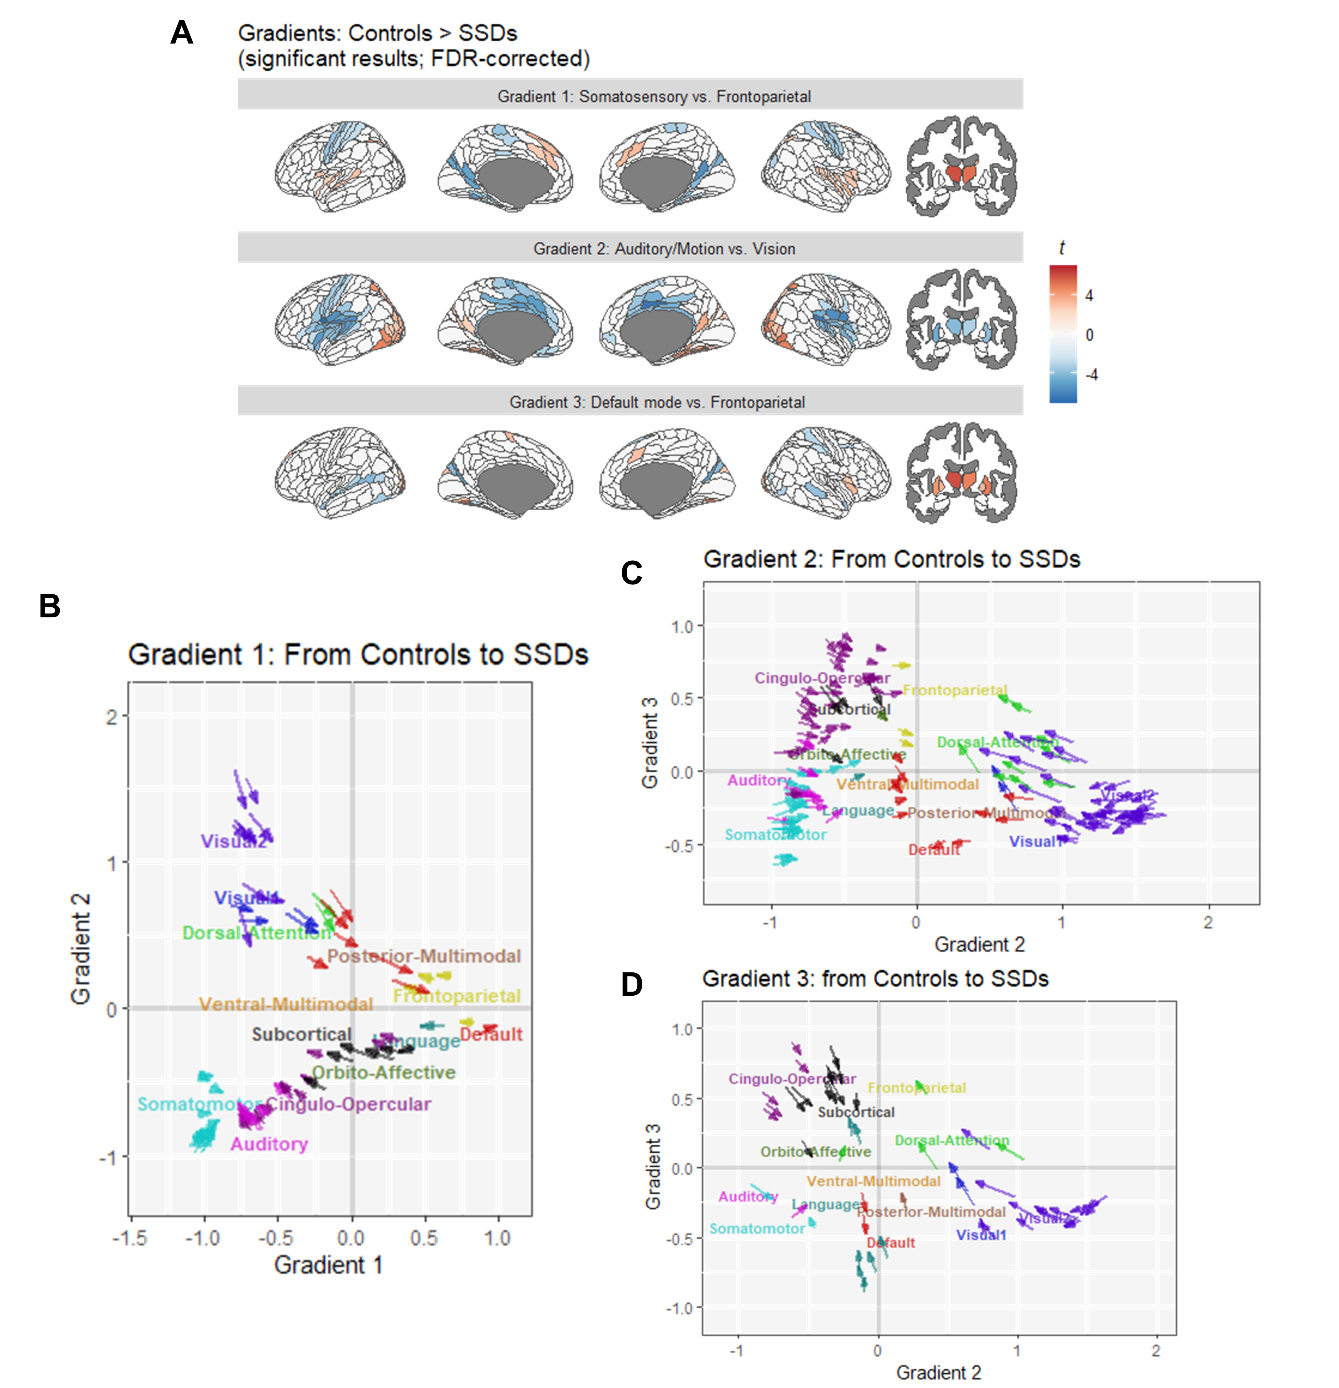 A
Gradients: Controls > SSDs
(significant results; FDR-corrected)
Gradient 1: Somatosensory vs. Frontoparietal
Gradient 2: Auditory/Motion vs. Vision
t
4
0
-4
Gradient 3: Default mode vs. Frontoparietal
B
Gradient 1: From Controls to SSDs
Gradient 2
2
1
0
-1
Visual2
Visual1
Dorsal-Attention
Posterior-Multimodal
Frontoparietal
Ventral-Multimodal
Subcortical
Language
Default
Orbito-Affective
Somatomotor
Cingulo-Opercular
Auditory
-1.5
-1.0
-0.5
0.0
0.5
1.0
Gradient 1
C
Gradient 2: From Controls to SSDs
Gradient 3
1.0
0.5
0.0
-0.5
Cingulo-Opercular
Frontoparietal
Subcortical
Dorsal-Attention
Orbito-Affective
Auditory
Ventral-Multimodal
Visual2
Language
Posterior-Multimodal
Somatomotor
Visual1
Default
-1
0
1
2
Gradient 2
D
Gradient 3: from Controls to SSDs
Gradient 3
1.0
0.5
0.0
-0.5
-1.0
Cingulo-Opercular
Frontoparietal
Subcortical
Dorsal-Attention
Orbito-Affective
Ventral-Multimodal
Auditory
Language
Posterior-Multimodal
Visual2
Somatomotor
Visual1
Default
-1
0
1
2
Gradient 2